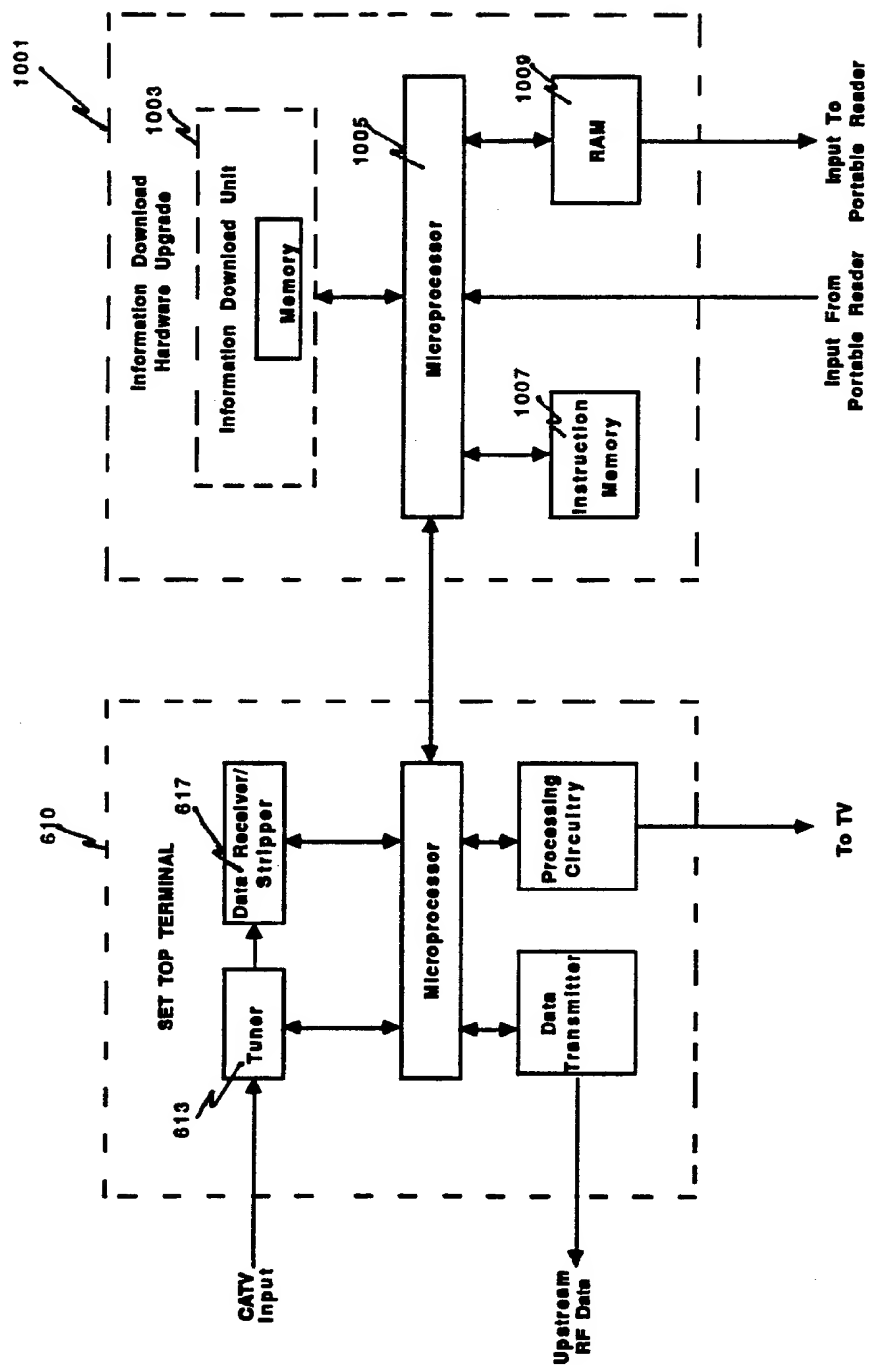 610
SET TOP TERMINAL
CATV
Input
613
Tuner
617
Data Receiver/
Stripper
Microprocessor
Data
Transmitter
Processing
Circuitry
Upstream
RF Data
To TV
1001
Information Download
Hardware Upgrade
1003
Information Download Unit
Memory
1005
Microprocessor
1007
Instruction
Memory
1009
RAM
Input From
Portable Reader
Input To
Portable Reader